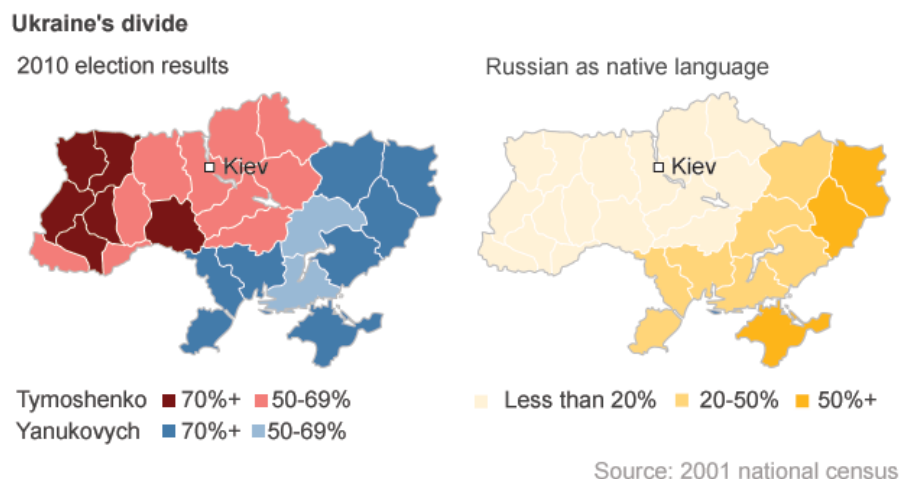 Ukraine's divide
2010 election results
Russian as native language
Kiev
Kiev
Tymoshenko 70%+ 50-69%
Yanukovych 70%+ 50-69%
Less than 20% 20-50% 50%+
Source: 2001 national census